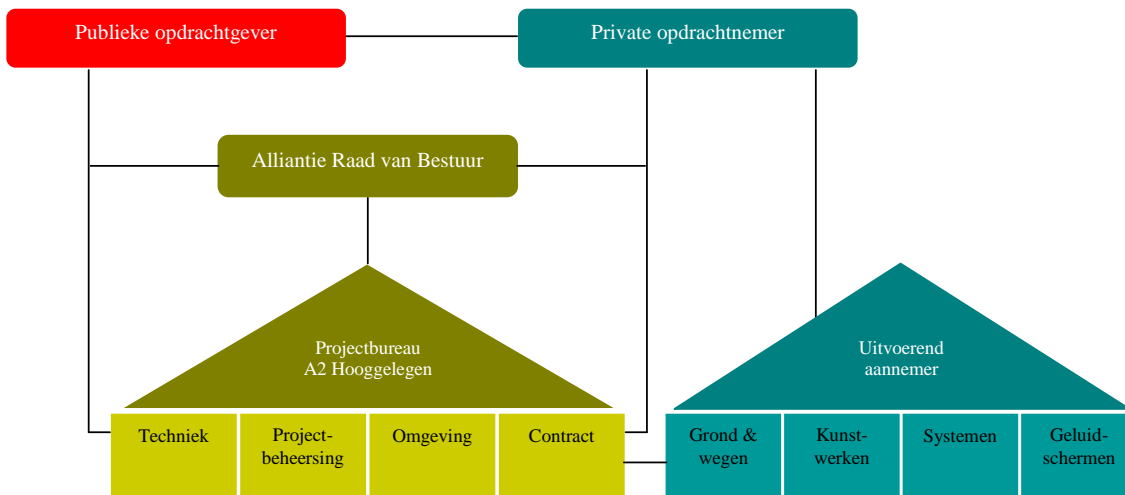 Publieke opdrachtgever
Private opdrachtnemer
Alliantie Raad van Bestuur
Projectbureau
A2 Hooggelegen
Uitvoerend
aannemer
Techniek
Project-
beheersing
Omgeving
Contract
Grond &
wegen
Kunst-
werken
Systemen
Geluid-
schermen